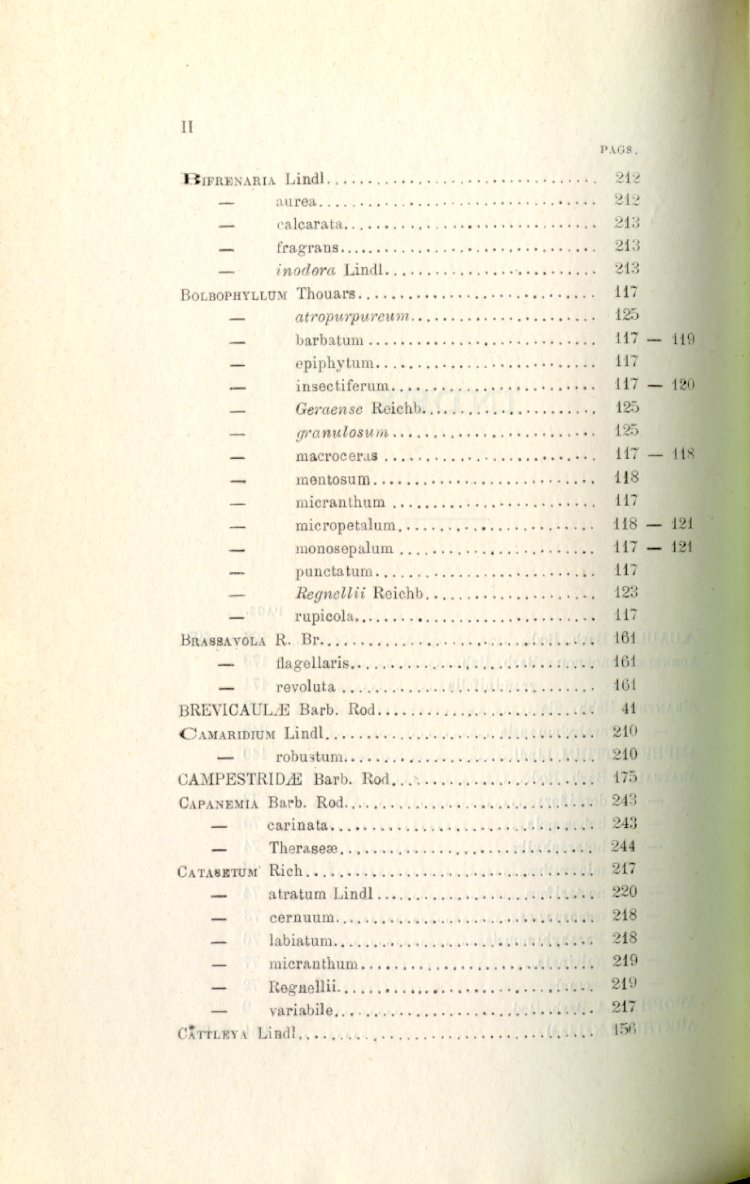 II
PAGS.
BIFRENARIA Lindl................................. 212
— aurea................................. 212
— calcarata............................... 213
— fragrans............................... 213
— inodora Lindl.......................... 213
BOLBOPHYLLUM Thouars............................. 117
— atropurpureum....................... 125
— barbatum ............................ 117 — 119
— epiphytum........................... 117
— insectiferum......................... 117 — 120
— Geraense Reichb..................... 125
— granulosum.......................... 125
— macroceras .......................... 117 — 118
— mentosum........................... 118
— micranthum ......................... 117
— micropetalum........................ 118 — 121
— monosepalum ........................ 117 — 121
— punctatum........................... 117
— Regnellii Reichb..................... 123
— rupicola.............................. 117
BRASSAVOLA R. Br.................................. 161
— flagellaris.............................. 161
— revoluta ............................... 161
BREVICAULÆ Barb. Rod........................... 41
CAMARIDIUM Lindl................................. 210
— robustum............................... 210
CAMPESTRIDÆ Barb. Rod......................... 175
CAPANEMIA Barb. Rod............................... 243
— carinata................................. 243
— Theraseæ............................... 244
CATASETUM Rich.................................... 217
— atratum Lindl........................... 220
— cernuum................................ 218
— labiatum................................ 218
— micranthum............................. 219
— Regnellii................................ 219
— variabile................................ 217
CATTLEYA Lindl..................................... 156